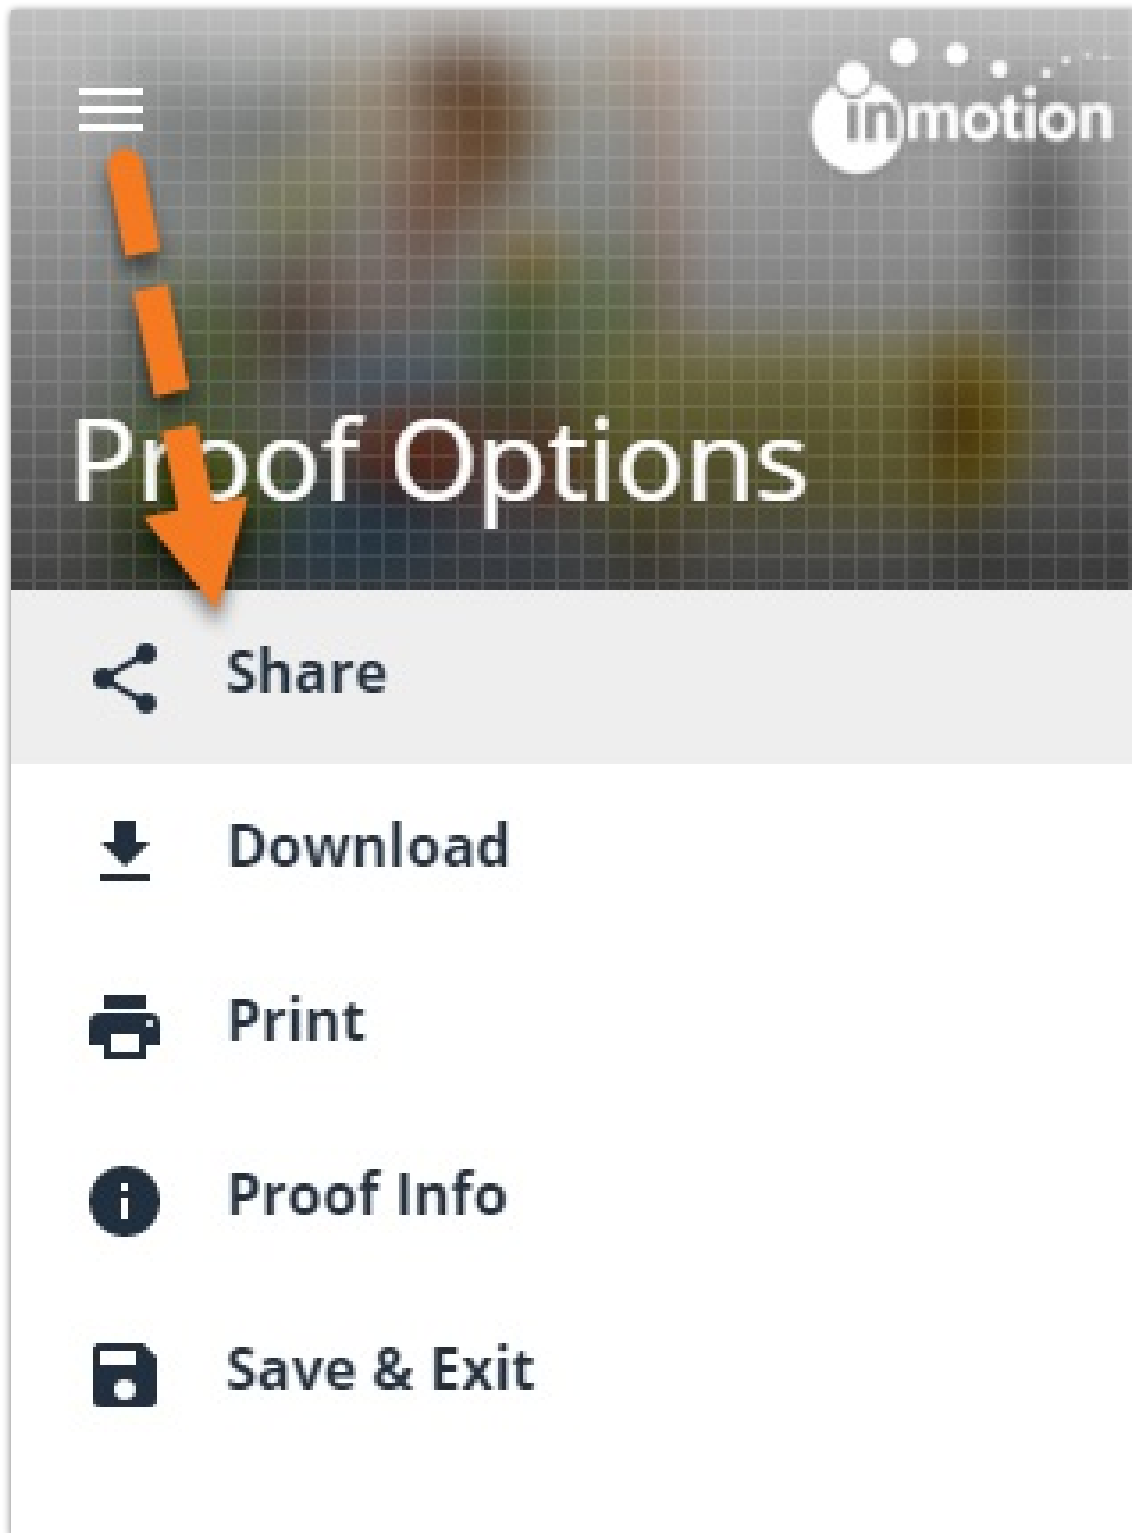 inmotion
Proof Options
Share
Download
Print
Proof Info
Save & Exit